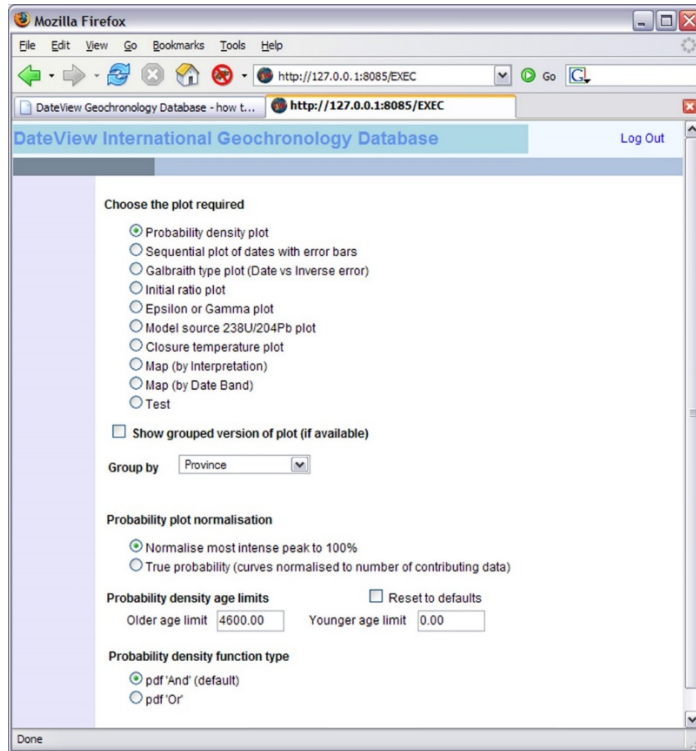 Mozilla Firefox
File Edit View Go Bookmarks Tools Help
http://127.0.0.1:8085/EXEC Go G
DateView Geochronology Database - how t... http://127.0.0.1:8085/EXEC
DateView International Geochronology Database Log Out
Choose the plot required
Probability density plot
Sequential plot of dates with error bars
Galbraith type plot (Date vs Inverse error)
Initial ratio plot
Epsilon or Gamma plot
Model source 238U/204Pb plot
Closure temperature plot
Map (by Interpretation)
Map (by Date Band)
Test
Show grouped version of plot (if available)
Group by Province
Probability plot normalisation
Normalise most intense peak to 100%
True probability (curves normalised to number of contributing data)
Probability density age limits Reset to defaults
Older age limit 4600.00 Younger age limit 0.00
Probability density function type
pdf 'And' (default)
pdf 'Or'
Done